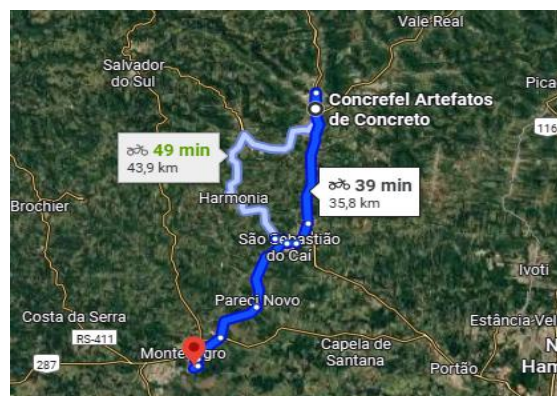 Vale Real
Salvador
do Sul
Pica
Concrefel Artefatos
de Concreto
116
49 min
43,9 km
39 min
35,8 km
Harmonia
Brochier
São Sebastião
do Caí
Ivoti
Pareci Novo
Costa da Serra
Estância Vel
RS-411
Montenegro
Capela de
Santana
N
Ham
287
Portão